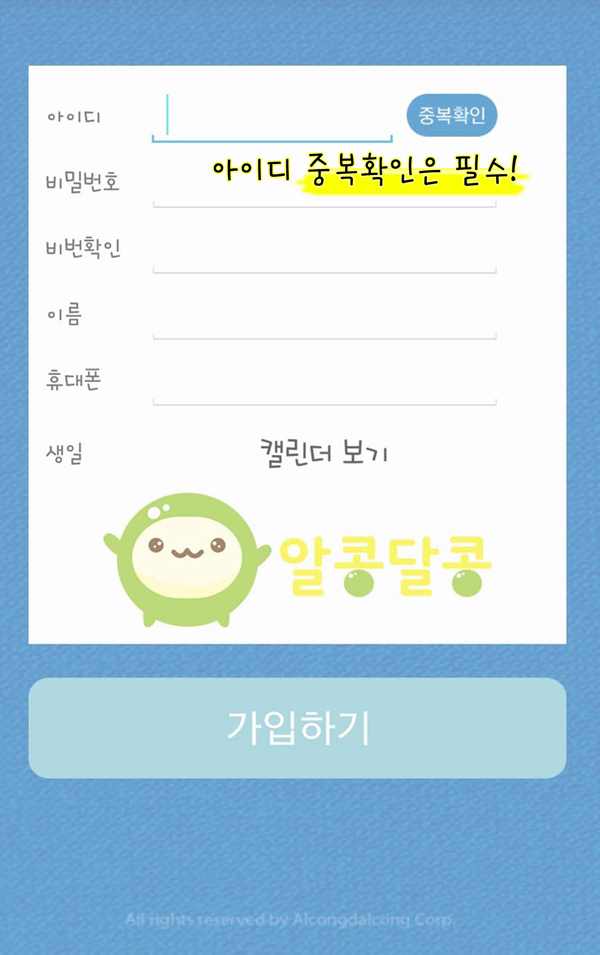 아이디 중복확인
아이디 중복확인은 필수!
비밀번호
비번확인
이름
휴대폰
생일 캘린더 보기
알콩달콩
가입하기
All rights reserved by Alcongdalcong Corp.